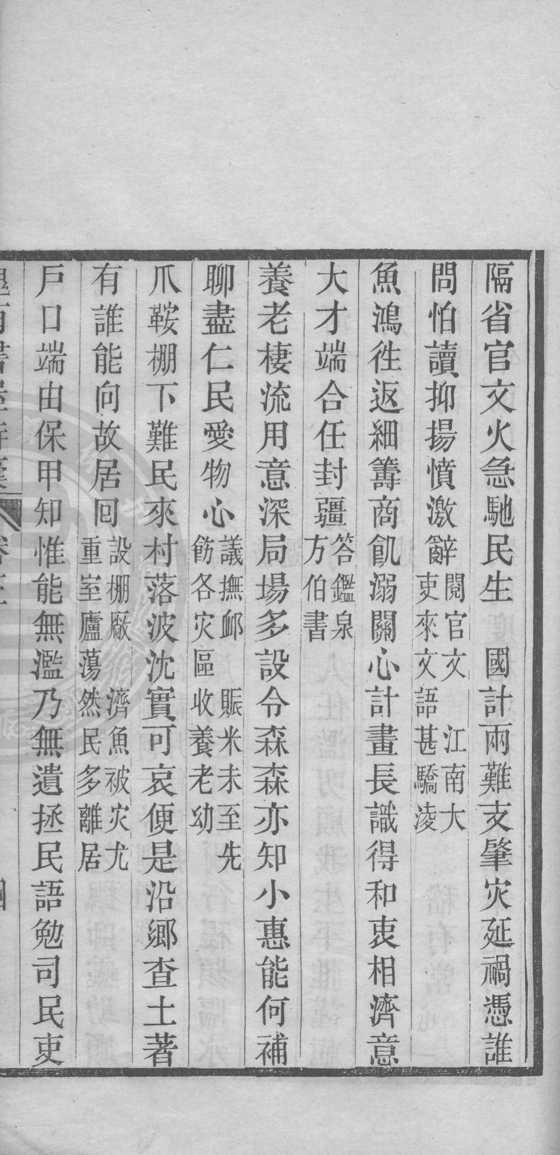 隔省官文火急馳民生　國計兩難支肇灾延禍憑誰
問怕讀抑揚憤激辭閱官文　江南大吏來文語甚驕凌
魚鴻徃返細籌商飢溺關心計畫長識得和衷相濟意
大才端合任封疆答鑑泉方伯書
養老棲流用意深局場多設令森森亦知小惠能何補
聊盡仁民愛物心議撫䘏　賑米未至先飭各灾區收養老幼
爪鞍棚下難民來村落波沈實可哀便是沿鄉查土著
有誰能向故居囘設棚廠　濟魚被灾尤重室廬蕩然民多離居
戶口端由保甲知惟能無濫乃無遺拯民語勉司民吏